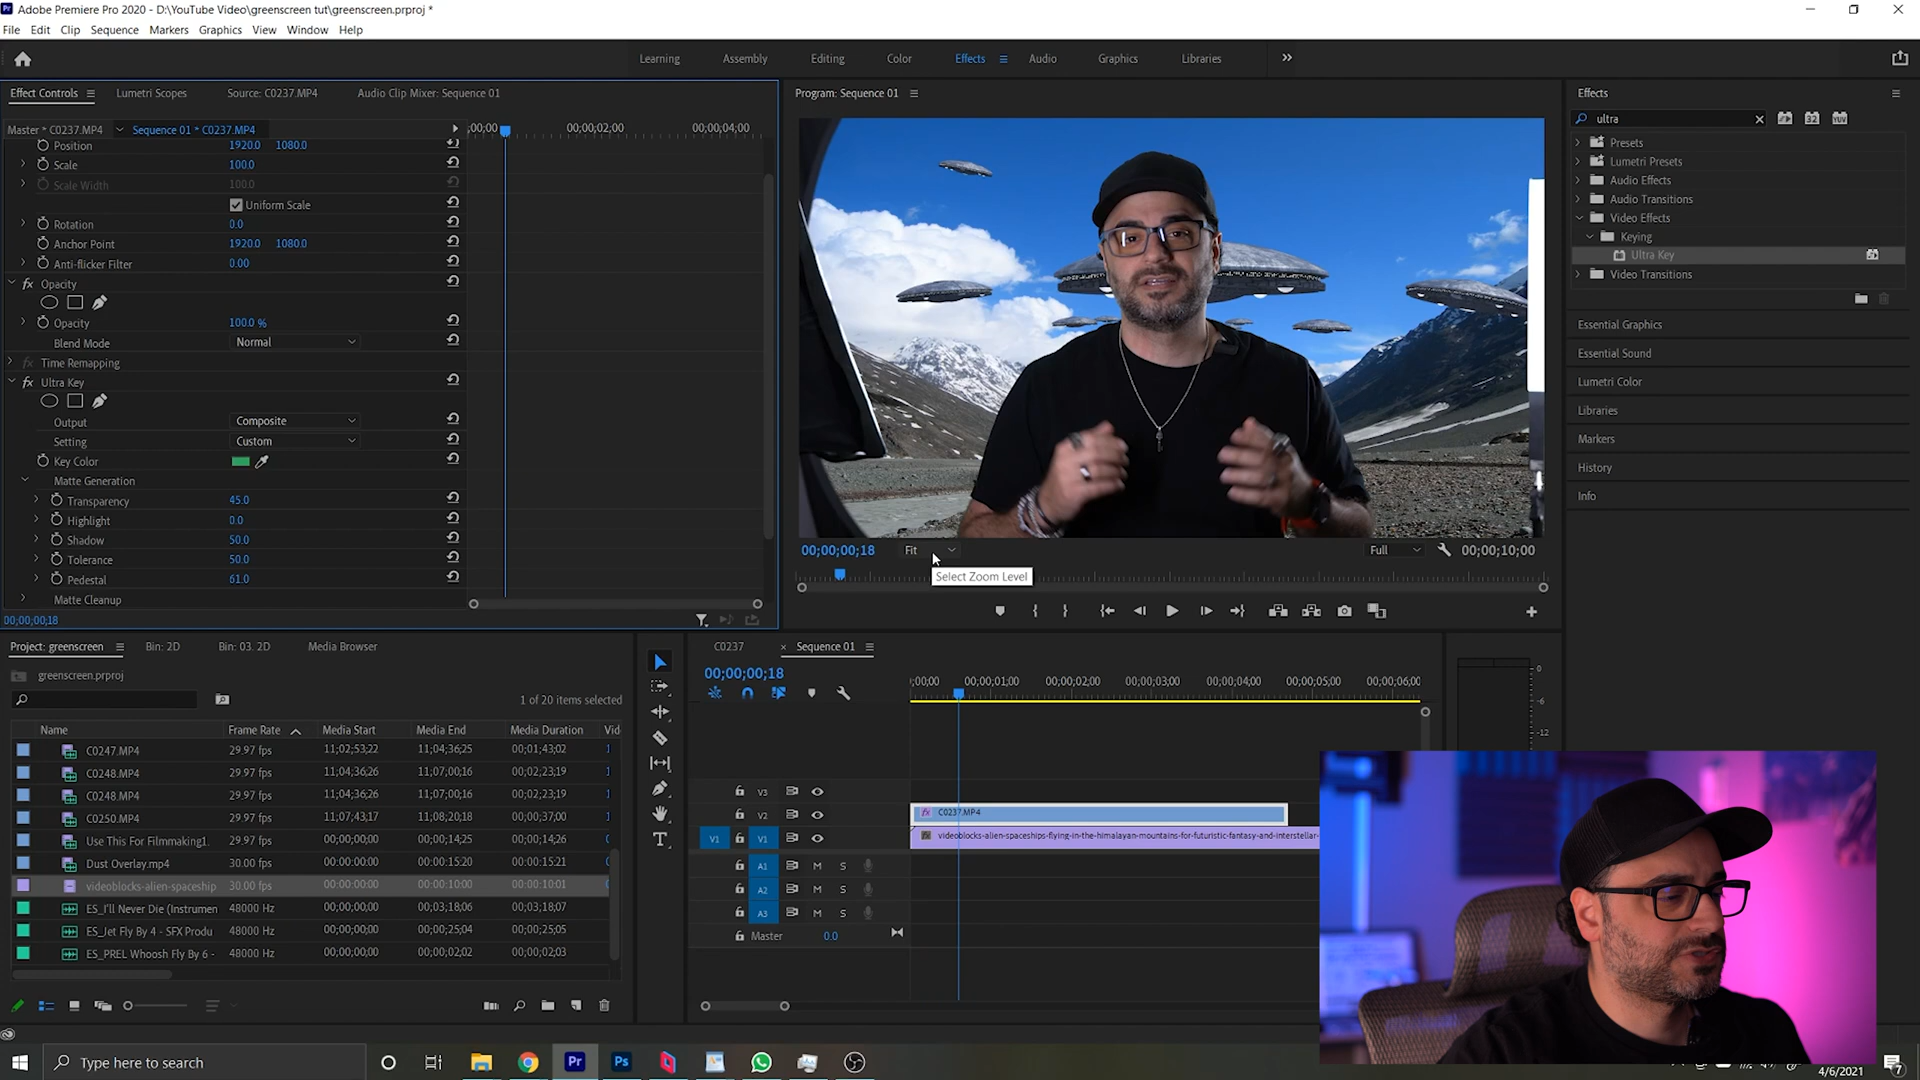 Adobe Premiere Pro 2020 - D:\YouTube Video\greenscreen tut\greenscreen.prproj *
File Edit Clip Sequence Markers Graphics View Window Help
Learning Assembly Editing Color Effects Audio Graphics Libraries
Effect Controls Lumetri Scopes Source: C0237.MP4 Audio Clip Mixer: Sequence 01
Master * C0237.MP4 Sequence 01 * C0237.MP4
;00;00 00;00;02;00 00;00;04;00
Position 1920.0 1080.0
Scale 100.0
Scale Width 100.0
Uniform Scale
Rotation 0.0
Anchor Point 1920.0 1080.0
Anti-flicker Filter 0.00
fx Opacity
Opacity 100.0 %
Blend Mode Normal
fx Time Remapping
fx Ultra Key
Output Composite
Setting Custom
Key Color
Matte Generation
Transparency 45.0
Highlight 0.0
Shadow 50.0
Tolerance 50.0
Pedestal 61.0
Matte Cleanup
00;00;00;18
Program: Sequence 01
00;00;00;18 Fit Full 00;00;10;00
Select Zoom Level
Effects
ultra
32 YUV
Presets
Lumetri Presets
Audio Effects
Audio Transitions
Video Effects
Keying
Ultra Key
Video Transitions
Essential Graphics
Essential Sound
Lumetri Color
Libraries
Markers
History
Info
Project: greenscreen Bin: 2D Bin: 03. 2D Media Browser
greenscreen.prproj
1 of 20 items selected
Name Frame Rate Media Start Media End Media Duration Vid
C0247.MP4 29.97 fps 11;02;53;22 11;04;36;25 00;01;43;02 1
C0248.MP4 29.97 fps 11;04;36;26 11;07;00;16 00;02;23;19 1
C0248.MP4 29.97 fps 11;04;36;26 11;07;00;16 00;02;23;19 1
C0250.MP4 29.97 fps 11;07;43;17 11;08;20;18 00;00;37;00 1
Use This For Filmmaking1. 29.97 fps 00;00;00;00 00;00;14;25 00;00;14;26
Dust Overlay.mp4 30.00 fps 00:00:00:00 00:00:15:20 00:00:15:21
videoblocks-alien-spaceship 30.00 fps 00:00:00:00 00:00:10:00 00:00:10:01
ES_I'll Never Die (Instrumen 48000 Hz 00;00;00;00 00;03;18;06 00;03;18;07
ES_Jet Fly By 4 - SFX Produ 48000 Hz 00;00;00;00 00;00;25;04 00;00;25;05
ES_PREL Whoosh Fly By 6 - 48000 Hz 00;00;00;00 00;00;02;02 00;00;02;03
C0237 × Sequence 01
00;00;00;18
;00;00 00;00;01;00 00;00;02;00 00;00;03;00 00;00;04;00 00;00;05;00 00;00;06;00
V3
V2
V1 V1
A1 M S
A2 M S
A3 M S
Master 0.0
fx C0237.MP4
fx videoblocks-alien-spaceships-flying-in-the-himalayan-mountains-for-futuristic-fantasy-and-interstellar-
0
-6
-12
Type here to search
Pr Ps
4/6/2021
7